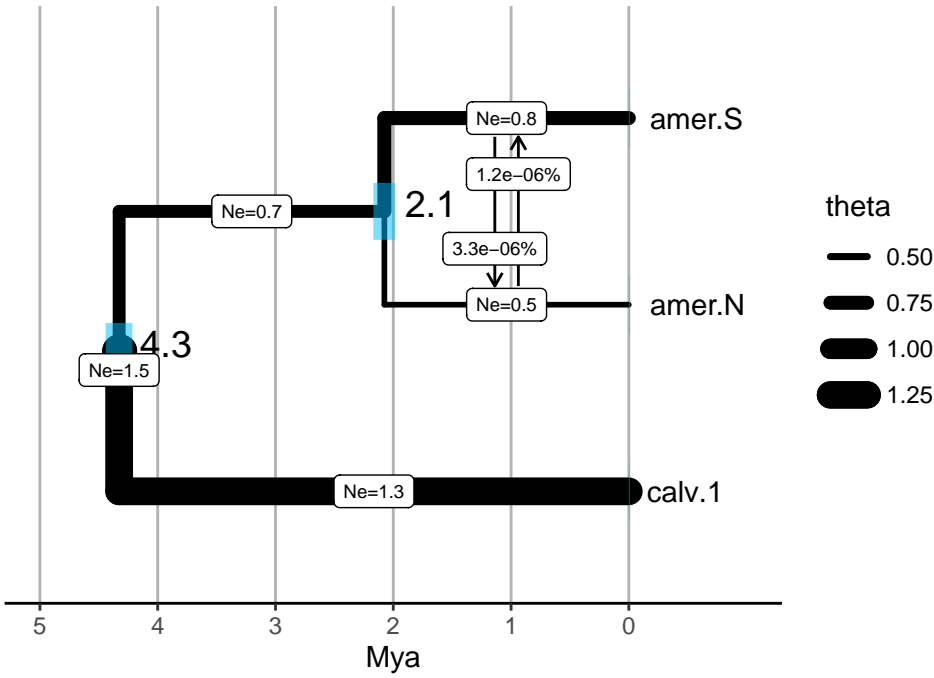 Ne=0.8
amer.S
1.2e−06%
2.1
theta
Ne=0.7
3.3e−06%
0.50
Ne=0.5
amer.N
0.75
4.3
1.00
Ne=1.5
1.25
Ne=1.3
calv.1
5 4 3 2 1 0
Mya